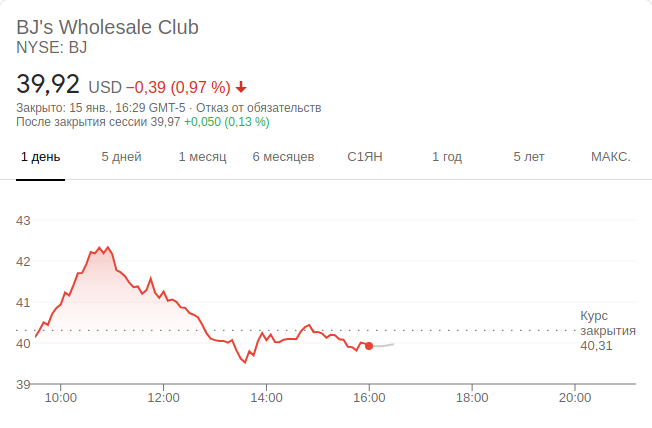 BJ's Wholesale Club
NYSE: BJ
39,92 USD −0,39 (0,97 %)
Закрыто: 15 янв., 16:29 GMT-5 · Отказ от обязательств
После закрытия сессии 39,97 +0,050 (0,13 %)
1 день 5 дней 1 месяц 6 месяцев С1ЯН 1 год 5 лет МАКС.
43
42
41
Курс
закрытия
40,31
40
39
10:00 12:00 14:00 16:00 18:00 20:00